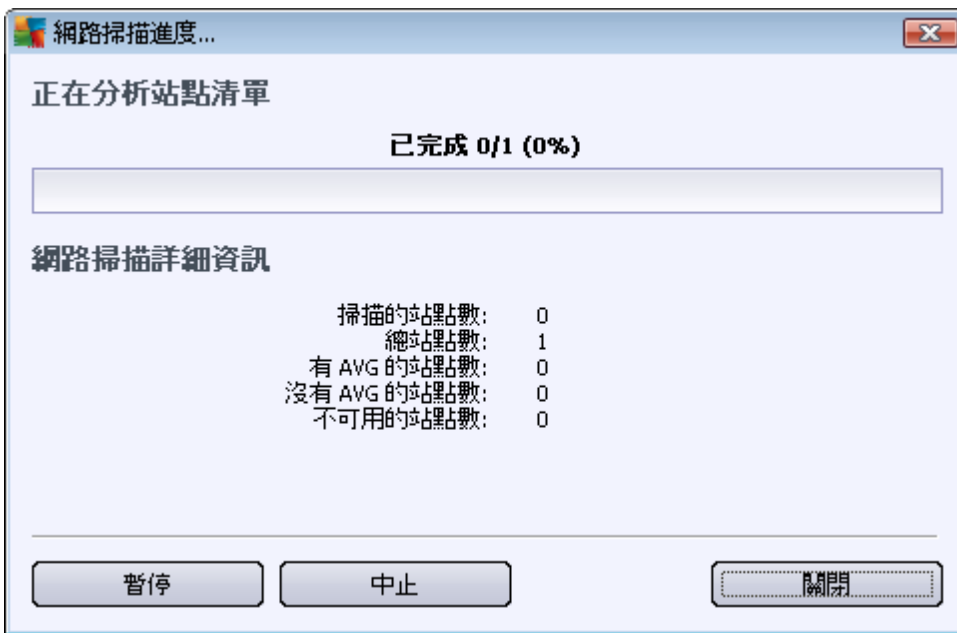 網路掃描進度...
正在分析站點清單
已完成 0/1 (0%)
網路掃描詳細資訊
掃描的站點數: 0
總站點數: 1
有 AVG 的站點數: 0
沒有 AVG 的站點數: 0
不可用的站點數: 0
暫停 中止 關閉